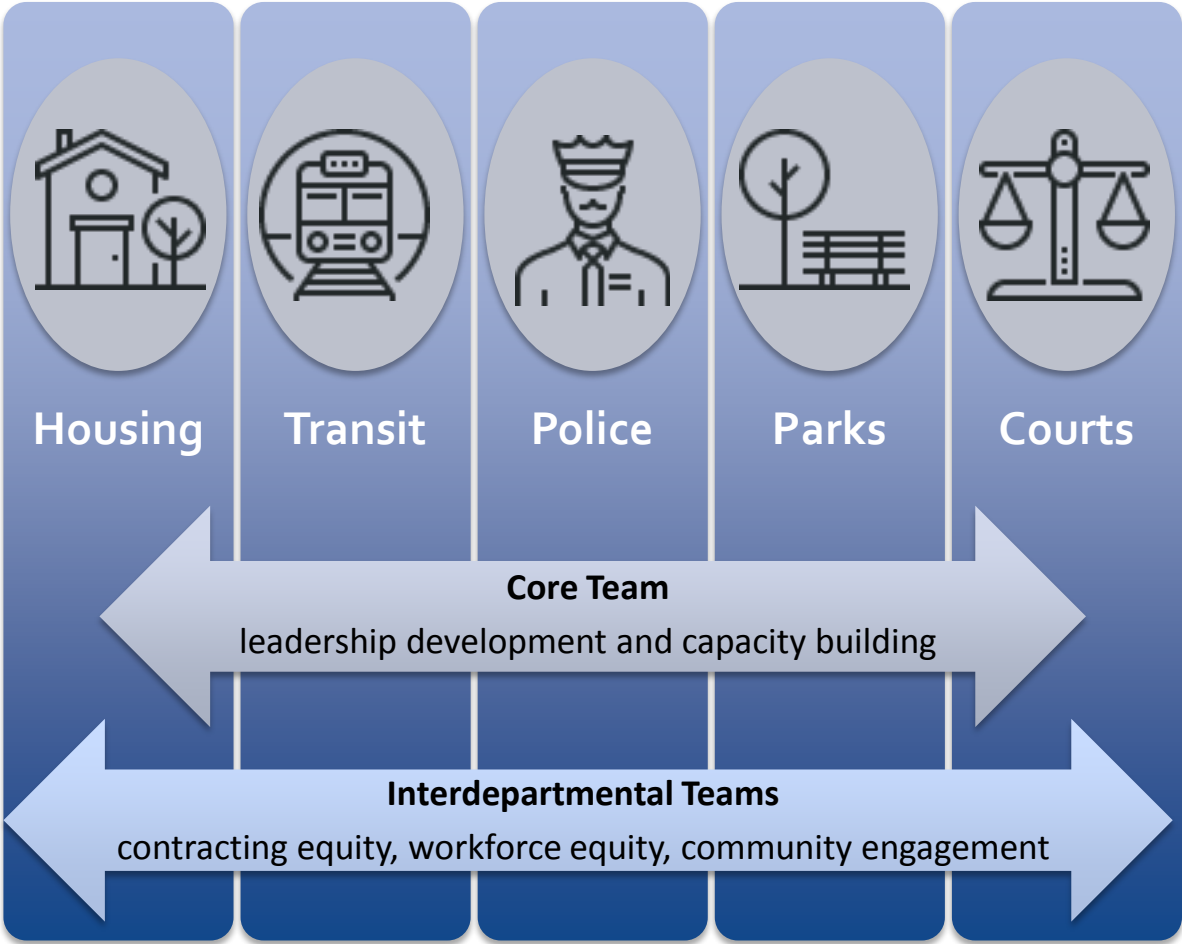 Housing
Transit
Police
Parks
Courts
Core Team
leadership development and capacity building
Interdepartmental Teams
contracting equity, workforce equity, community engagement